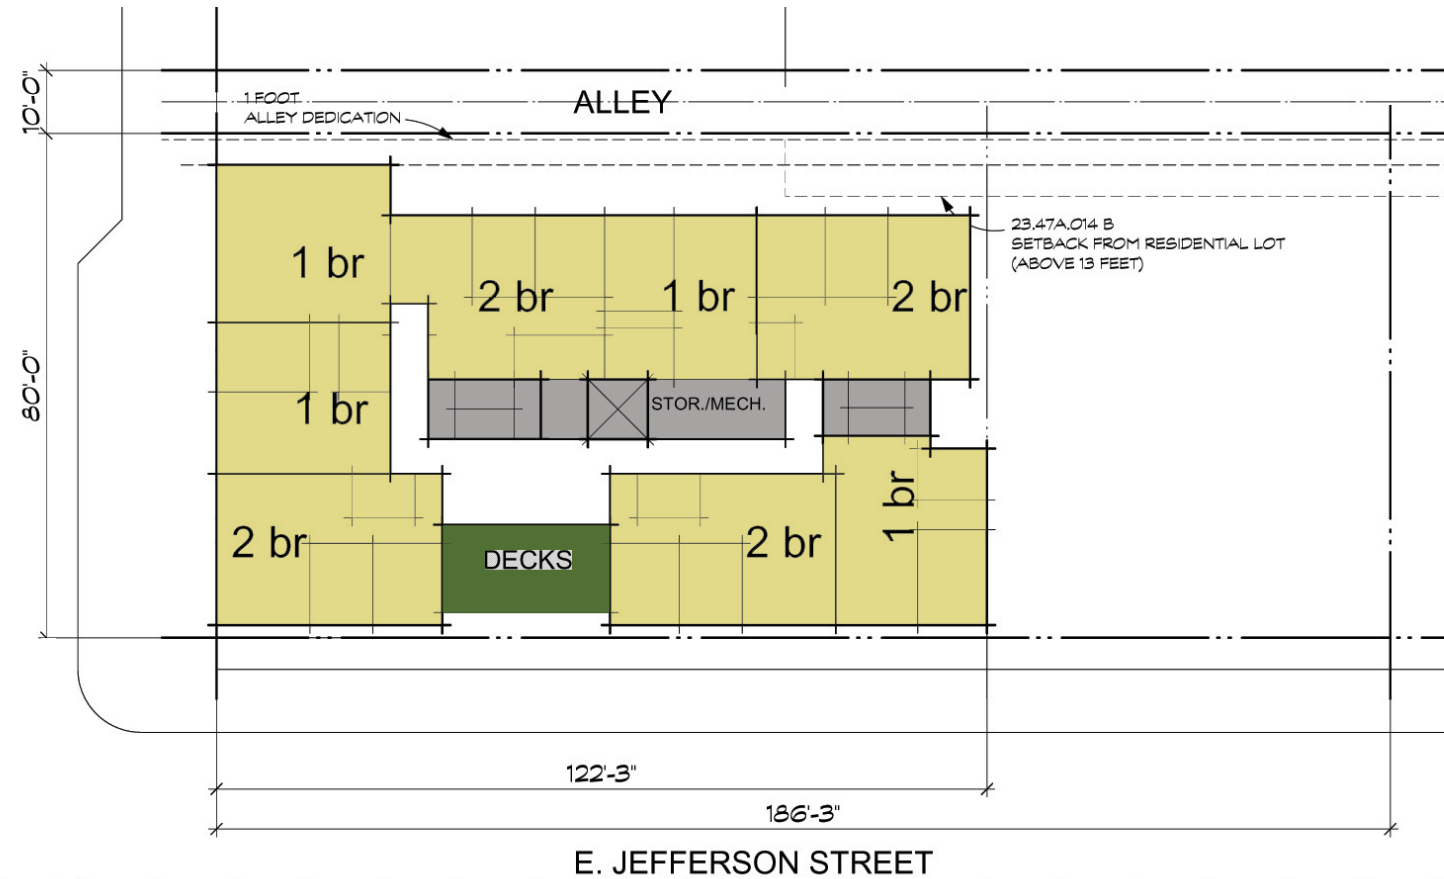 10'-0"
1 FOOT
ALLEY DEDICATION
ALLEY
23.47A.014 B
SETBACK FROM RESIDENTIAL LOT
(ABOVE 13 FEET)
1 br
2 br
1 br
2 br
80'-0"
1 br
STOR./MECH.
1 br
2 br
DECKS
2 br
122'-3"
186'-3"
E. JEFFERSON STREET